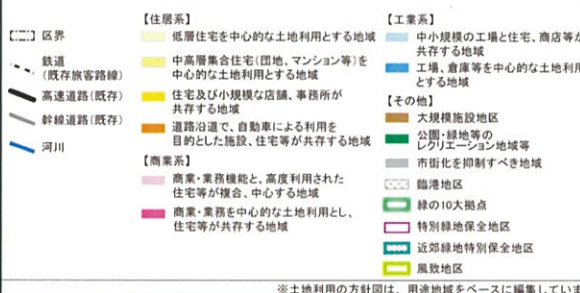 区界
鉄道
(既存旅客路線)
高速道路(既存)
幹線道路(既存)
河川
【住居系】
低層住宅を中心的な土地利用とする地域
中高層集合住宅(団地、マンション等)を
中心的な土地利用とする地域
住宅及び小規模な店舗、事務所が
共存する地域
道路沿道で、自動車による利用を
目的とした施設、住宅等が共存する地域
【商業系】
商業・業務機能と、高度利用された
住宅等が複合、中心する地域
商業・業務を中心的な土地利用とし、
住宅等が共存する地域
【工業系】
中小規模の工場と住宅、商店等が
共存する地域
工場、倉庫等を中心的な土地利用
とする地域
【その他】
大規模施設地区
公園・緑地等の
レクリエーション地域等
市街化を抑制すべき地域
臨港地区
緑の10大拠点
特別緑地保全地区
近郊緑地特別保全地区
風致地区
※土地利用の方針図は、用途地域をベースに編集していま